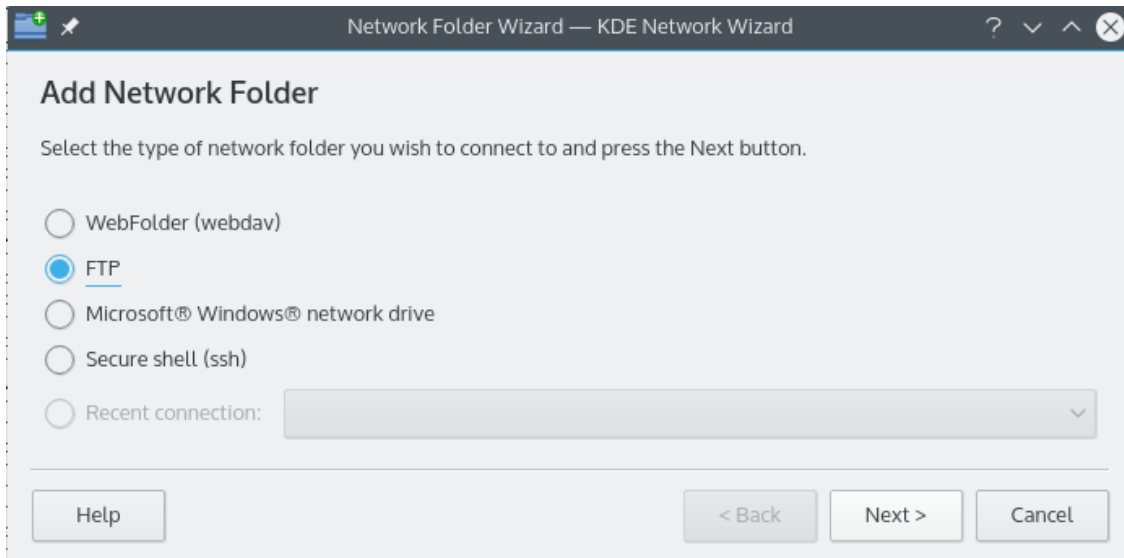 Network Folder Wizard — KDE Network Wizard
Add Network Folder
Select the type of network folder you wish to connect to and press the Next button.
WebFolder (webdav)
FTP
Microsoft® Windows® network drive
Secure shell (ssh)
Recent connection:
Help < Back Next > Cancel